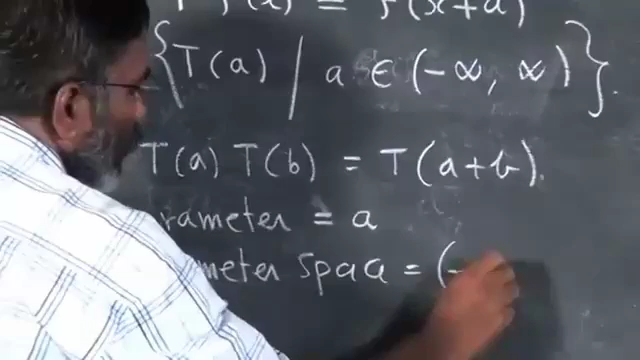 f(x) = f(x+a)
{T(a) / a ∈ (-∞, ∞)}.
T(a) T(b) = T(a+b).
rameter = a
meter space = (-